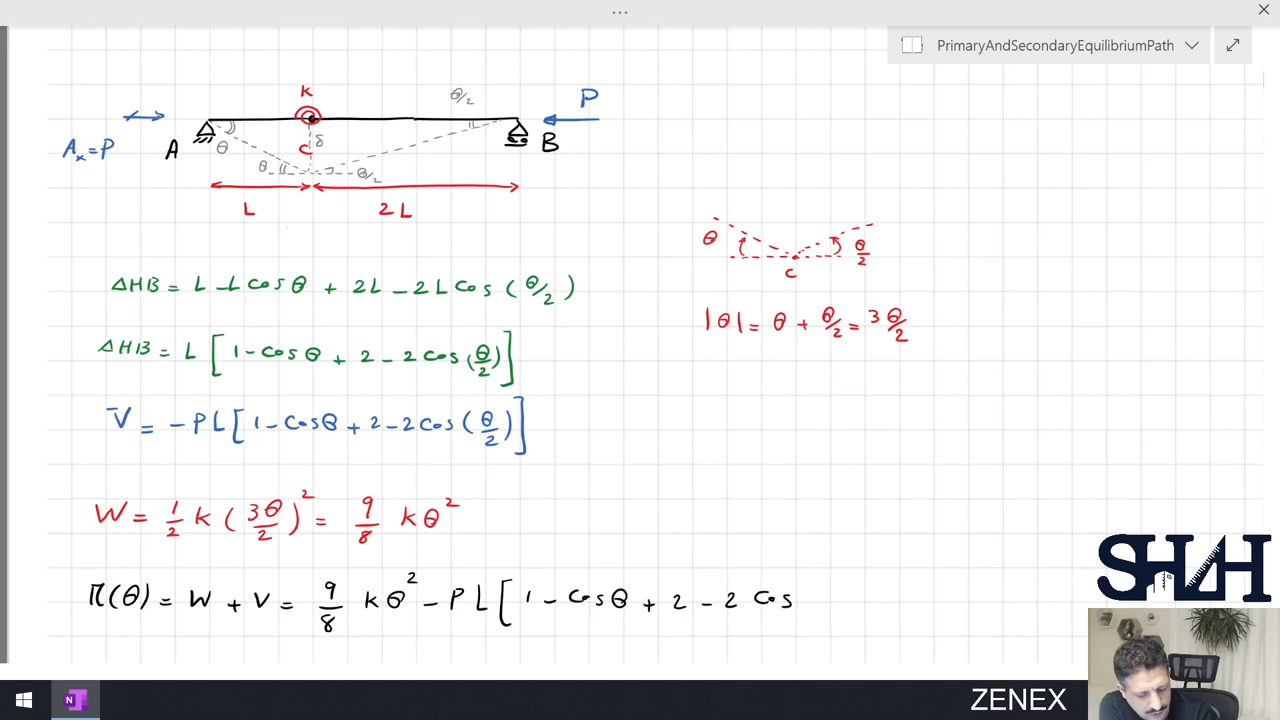 PrimaryAndSecondaryEquilibriumPath
K
θ/2
P
A
B
Aₓ=P
θ
C
δ
θ
θ/2
L
2L
θ
θ/2
C
ΔHB = L - L cos θ + 2L - 2L cos (θ/2)
|θ| = θ + θ/2 = 3θ/2
ΔHB = L [1 - cos θ + 2 - 2 cos (θ/2)]
V = - PL [1 - cos θ + 2 - 2 cos (θ/2)]
W = 1/2 K (3θ/2)² = 9/8 Kθ²
π(θ) = W + V = 9/8 Kθ² - PL [1 - cos θ + 2 - 2 cos
SHZH
ZENEX